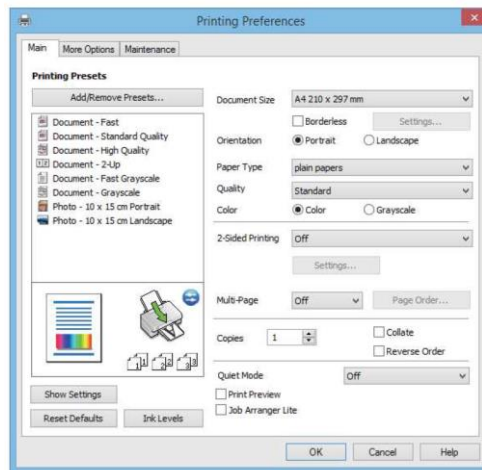 Printing Preferences
Main More Options Maintenance
Printing Presets
Add/Remove Presets...
Document - Fast
Document - Standard Quality
Document - High Quality
Document - 2-Up
Document - Fast Grayscale
Document - Grayscale
Photo - 10 x 15 cm Portrait
Photo - 10 x 15 cm Landscape
Show Settings
Reset Defaults Ink Levels
Document Size A4 210 x 297 mm
Borderless Settings...
Orientation Portrait Landscape
Paper Type plain papers
Quality Standard
Color Color Grayscale
2-Sided Printing Off
Settings...
Multi-Page Off Page Order...
Copies 1 Collate
Reverse Order
Quiet Mode Off
Print Preview
Job Arranger Lite
OK Cancel Help